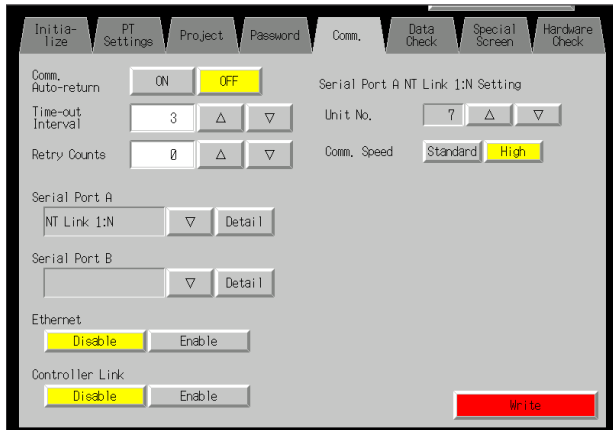 Initia-
lize
PT
Settings
Project
Password
Comm.
Data
Check
Special
Screen
Hardware
Check
Comm.
Auto-return
ON
OFF
Time-out
Interval
3
△
▽
Retry Counts
0
△
▽
Serial Port A
NT Link 1:N
▽
Detail
Serial Port B
▽
Detail
Ethernet
Disable
Enable
Controller Link
Disable
Enable
Serial Port A NT Link 1:N Setting
Unit No.
7
△
▽
Comm. Speed
Standard
High
Write